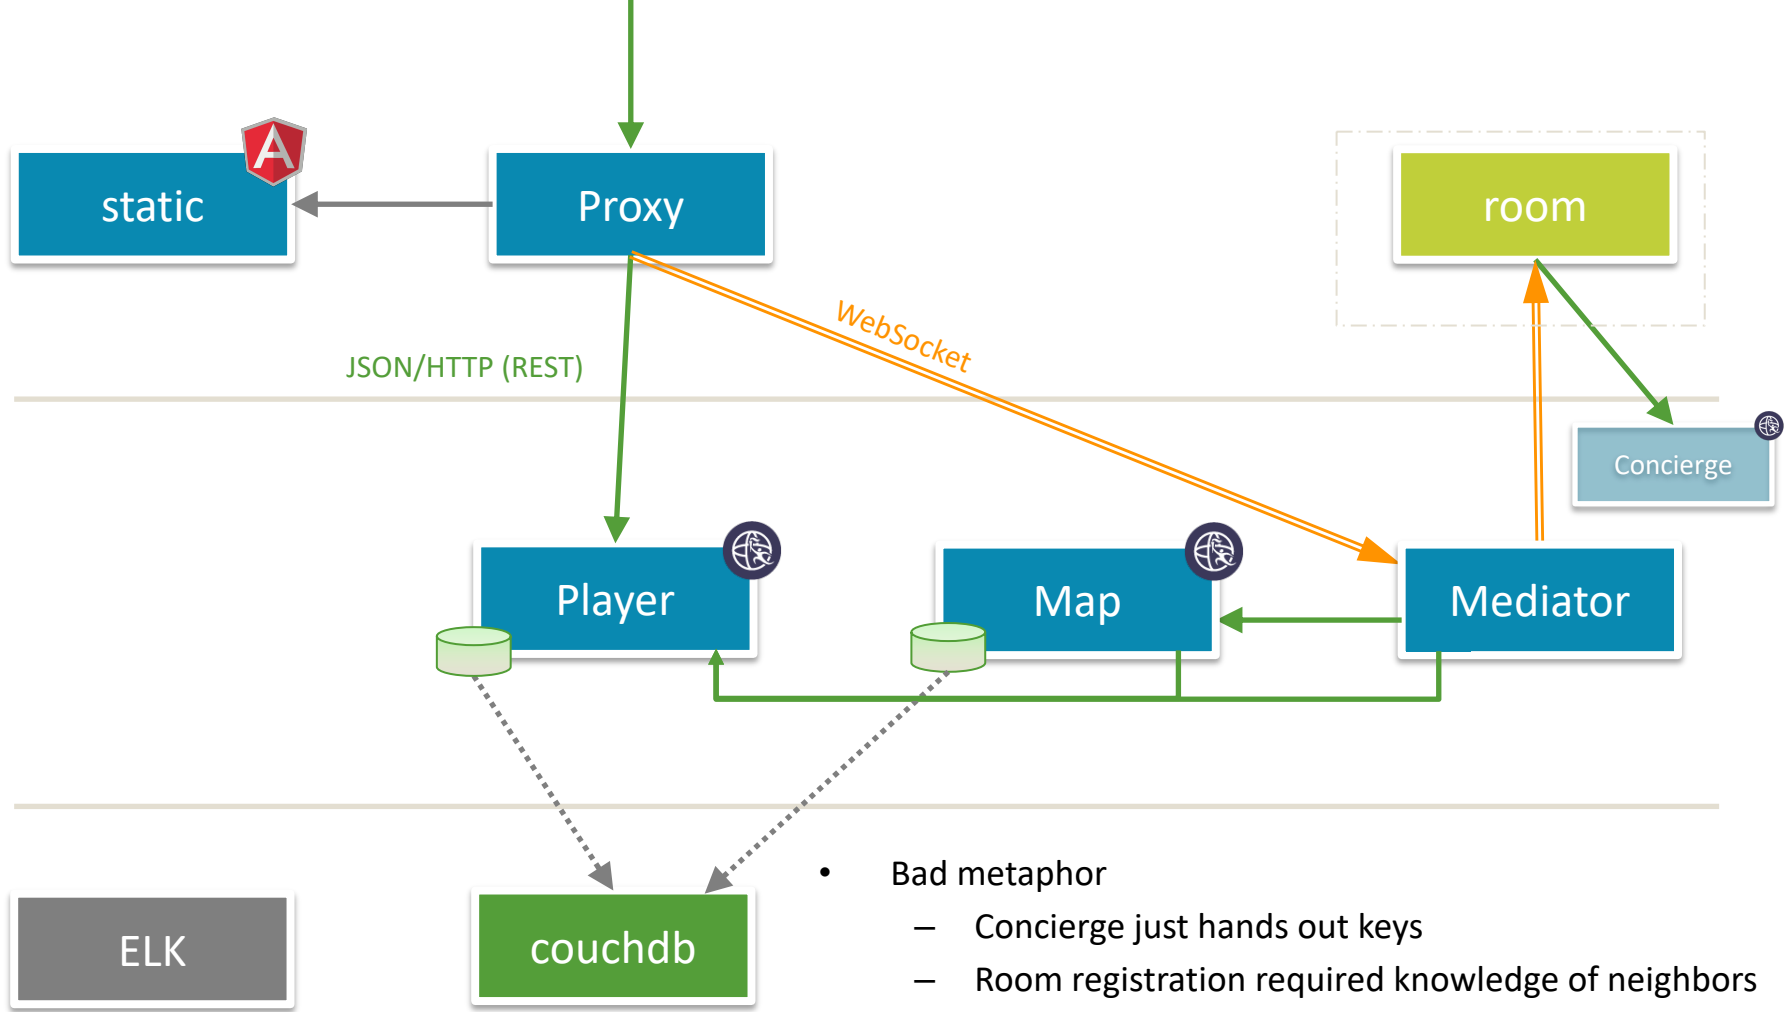 static
A
Proxy
room
WebSocket
JSON/HTTP (REST)
Concierge
Player
Map
Mediator
• Bad metaphor
– Concierge just hands out keys
– Room registration required knowledge of neighbors
ELK
couchdb